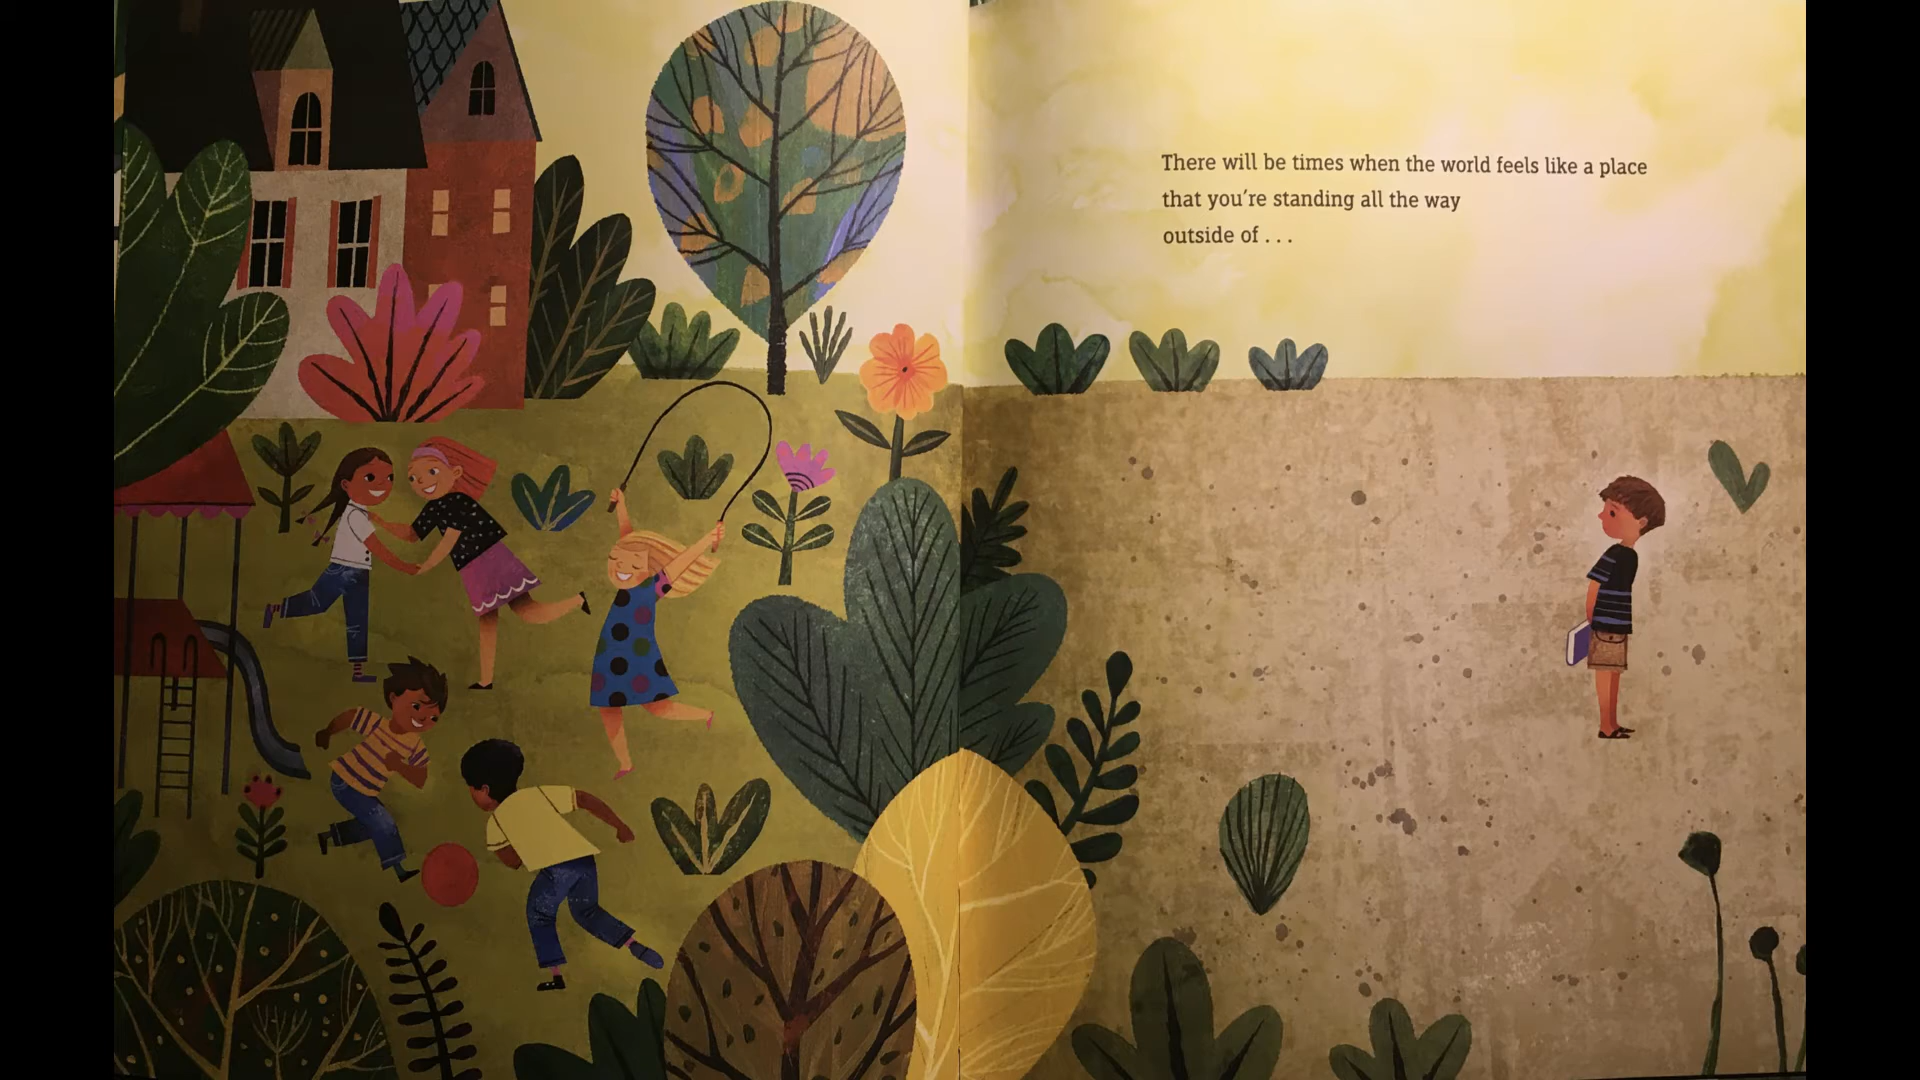 There will be times when the world feels like a place
that you're standing all the way
outside of . . .